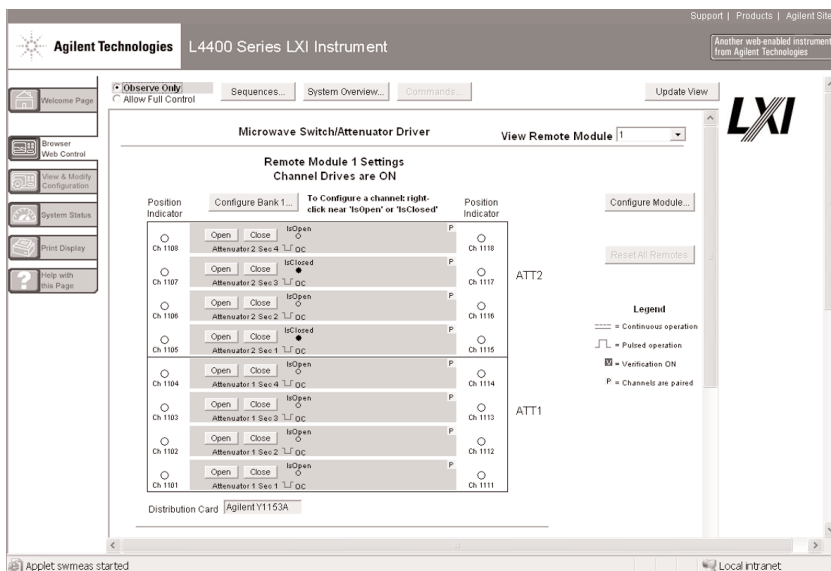 Support | Products | Agilent Site
Agilent Technologies
L4400 Series LXI Instrument
Another web-enabled instrument
from Agilent Technologies
Welcome Page
Browser
Web Control
View & Modify
Configuration
System Status
Print Display
Help with
this Page
Observe Only
Allow Full Control
Sequences...
System Overview...
Commands...
Update View
LXI
Microwave Switch/Attenuator Driver
View Remote Module 1
Remote Module 1 Settings
Channel Drives are ON
Position
Indicator
Configure Bank 1...
To Configure a channel: right-
click near 'IsOpen' or 'IsClosed'
Position
Indicator
Configure Module...
Reset All Remotes
IsOpen P
Open Close
Ch 1108 Attenuator 2 Sec 4 OC Ch 1118
IsClosed P
Open Close
Ch 1107 Attenuator 2 Sec 3 OC Ch 1117
ATT2
IsOpen P
Open Close
Ch 1106 Attenuator 2 Sec 2 OC Ch 1116
IsClosed P
Open Close
Ch 1105 Attenuator 2 Sec 1 OC Ch 1115
IsOpen P
Open Close
Ch 1104 Attenuator 1 Sec 4 OC Ch 1114
IsOpen P
Open Close
Ch 1103 Attenuator 1 Sec 3 OC Ch 1113
ATT1
IsOpen P
Open Close
Ch 1102 Attenuator 1 Sec 2 OC Ch 1112
IsOpen P
Open Close
Ch 1101 Attenuator 1 Sec 1 OC Ch 1111
Legend
= Continuous operation
= Pulsed operation
V = Verification ON
P = Channels are paired
Distribution Card Agilent Y1153A
Applet swmeas started
Local intranet